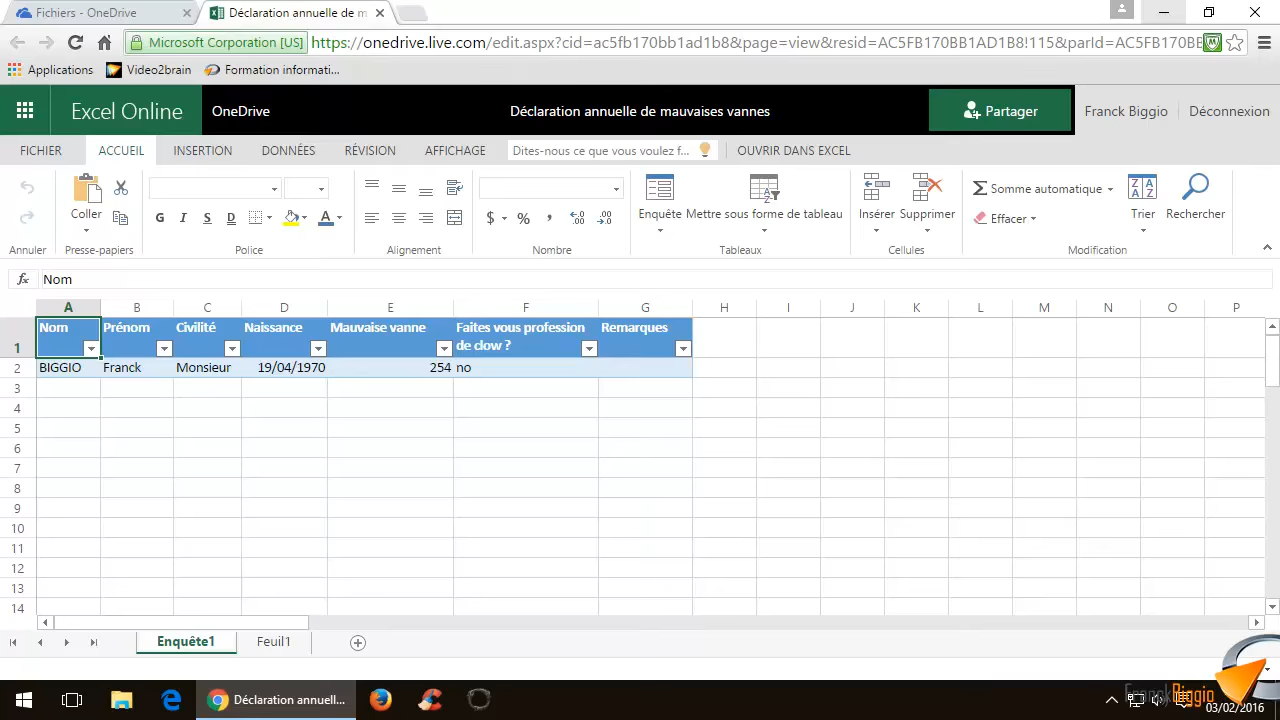 Fichiers - OneDrive
Déclaration annuelle de m
Microsoft Corporation [US]
https://onedrive.live.com/edit.aspx?cid=ac5fb170bb1ad1b8&page=view&resid=AC5FB170BB1AD1B8!115&parId=AC5FB170BB
Applications
Video2brain
Formation informati...
Excel Online
OneDrive
Déclaration annuelle de mauvaises vannes
Partager
Franck Biggio
Déconnexion
FICHIER
ACCUEIL
INSERTION
DONNÉES
RÉVISION
AFFICHAGE
Dites-nous ce que vous voulez f...
OUVRIR DANS EXCEL
Coller
Enquête
Mettre sous forme de tableau
Insérer
Supprimer
Somme automatique
Effacer
Trier
Rechercher
Annuler
Presse-papiers
Police
Alignement
Nombre
Tableaux
Cellules
Modification
fx Nom
A B C D E F G H I J K L M N O P
1 Nom Prénom Civilité Naissance Mauvaise vanne Faites vous profession de clow ? Remarques
2 BIGGIO Franck Monsieur 19/04/1970 254 no
3
4
5
6
7
8
9
10
11
12
13
14
Enquête1
Feuil1
Déclaration annuell...
Franck Biggio
03/02/2016